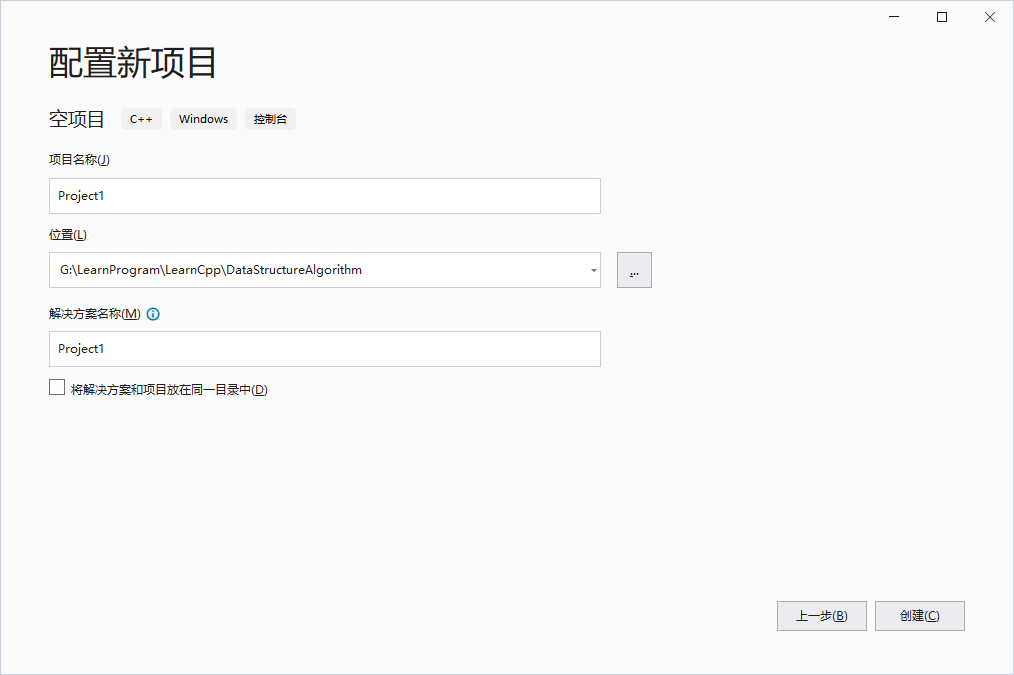 配置新项目
空项目 C++ Windows 控制台
项目名称(J)
Project1
位置(L)
G:\LearnProgram\LearnCpp\DataStructureAlgorithm
...
解决方案名称(M)
Project1
将解决方案和项目放在同一目录中(D)
上一步(B) 创建(C)